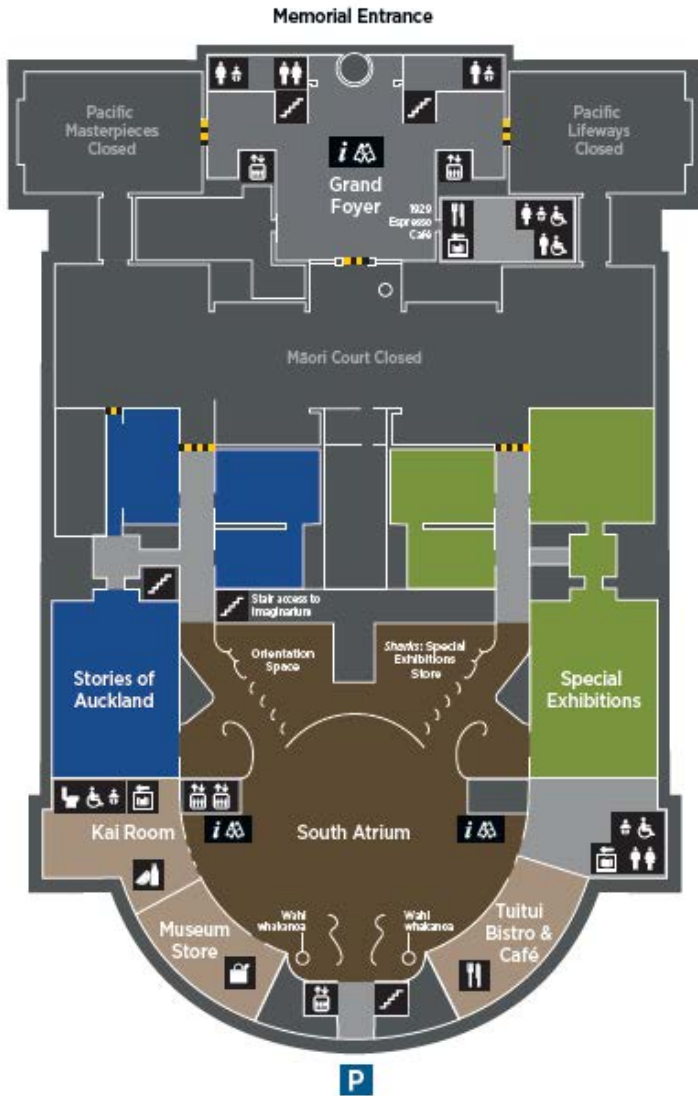 Memorial Entrance
Pacific
Masterpieces
Closed
Pacific
Lifeways
Closed
i
Grand
Foyer
1929
Espresso
Café
Māori Court Closed
Stair access to
Imaginarium
Orientation
Space
Sharks: Special
Exhibitions
Store
Stories of
Auckland
Special
Exhibitions
Kai Room
i
South Atrium
i
Museum
Store
Wahi
whakanoa
Wahi
whakanoa
Tuitui
Bistro &
Café
P